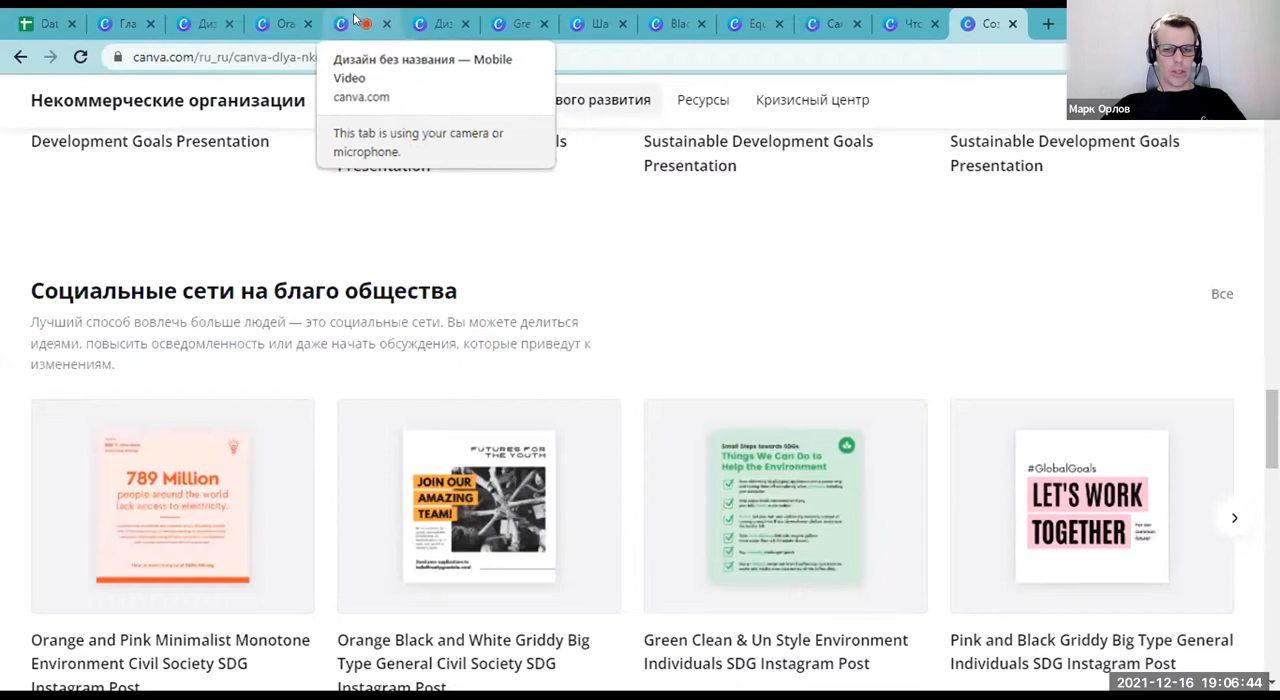 Dat
Гла
Диз
Ora
Диз
Gre
Ша
Blac
Equ
Car
Что
Соз
canva.com/ru_ru/canva-dlya-nk
Дизайн без названия — Mobile
Video
canva.com
This tab is using your camera or
microphone.
Марк Орлов
Некоммерческие организации
вого развития
Ресурсы
Кризисный центр
Development Goals Presentation
ls
Presentation
Sustainable Development Goals
Presentation
Sustainable Development Goals
Presentation
Социальные сети на благо общества
Все
Лучший способ вовлечь больше людей — это социальные сети. Вы можете делиться
идеями, повысить осведомленность или даже начать обсуждения, которые приведут к
изменениям.
789 Million
people around the world
lack access to electricity.
FUTURES FOR
THE YOUTH
JOIN OUR
AMAZING
TEAM!
Small Steps towards SDGs
Things We Can Do to
Help the Environment
#GlobalGoals
LET'S WORK
TOGETHER
Orange and Pink Minimalist Monotone
Environment Civil Society SDG
Instagram Post
Orange Black and White Griddy Big
Type General Civil Society SDG
Instagram Post
Green Clean & Un Style Environment
Individuals SDG Instagram Post
Pink and Black Griddy Big Type General
Individuals SDG Instagram Post
2021-12-16 19:06:44